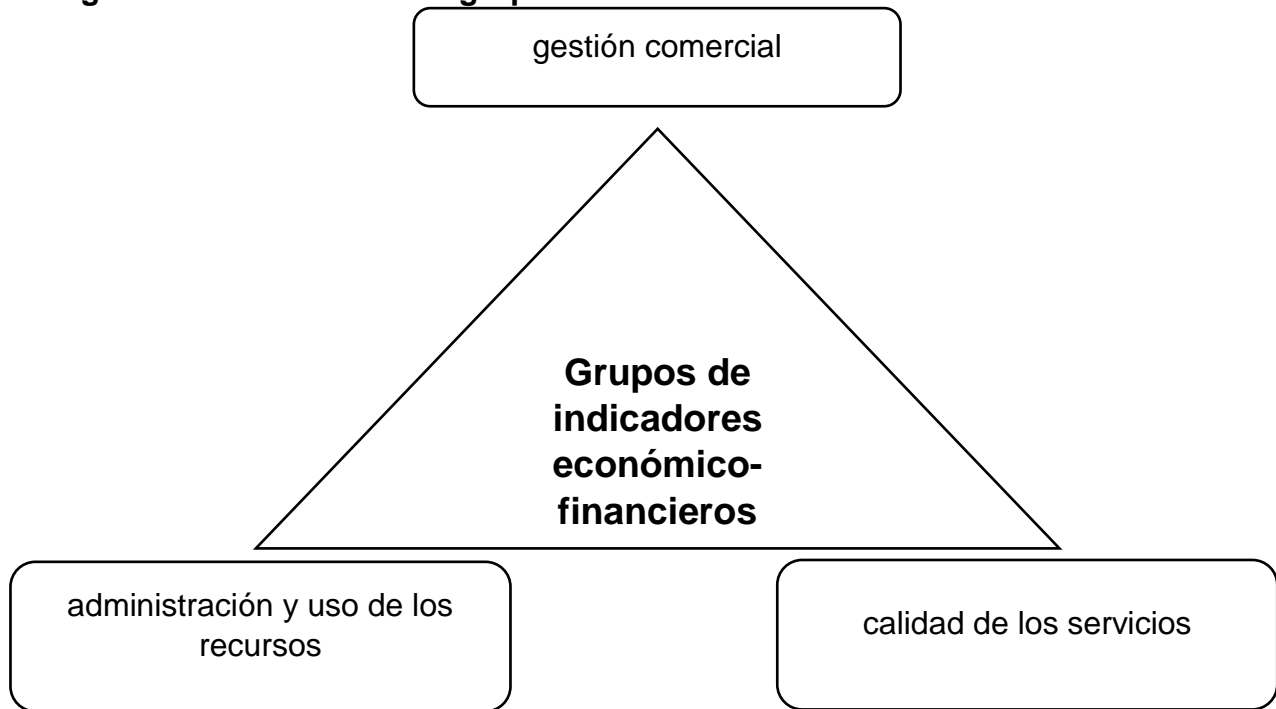 gestión comercial
Grupos de
indicadores
económico-
financieros
administración y uso de los
recursos
calidad de los servicios